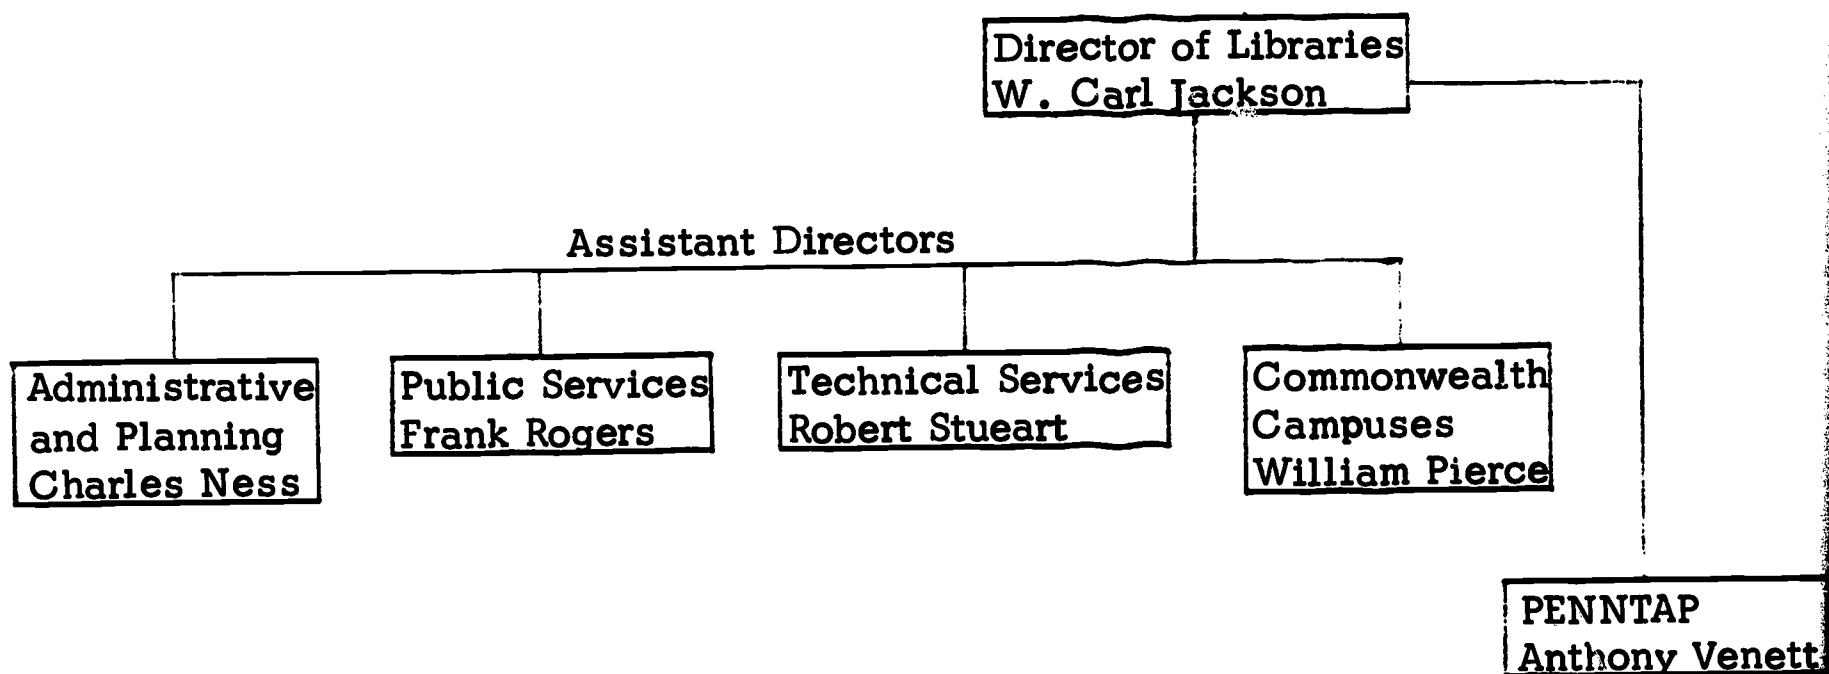 Director of Libraries
W. Carl Jackson
Assistant Directors
Administrative
and Planning
Charles Ness
Public Services
Frank Rogers
Technical Services
Robert Stueart
Commonwealth
Campuses
William Pierce
PENNTAP
Anthony